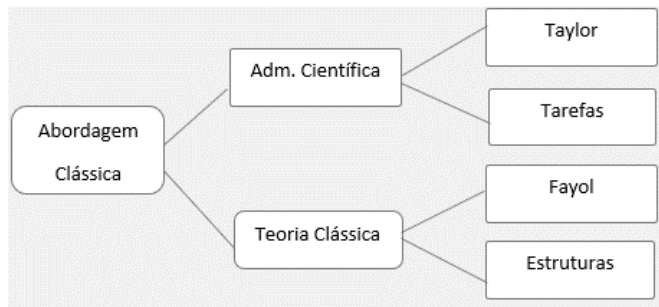 Abordagem
Clássica
Adm. Científica
Taylor
Tarefas
Teoria Clássica
Fayol
Estruturas